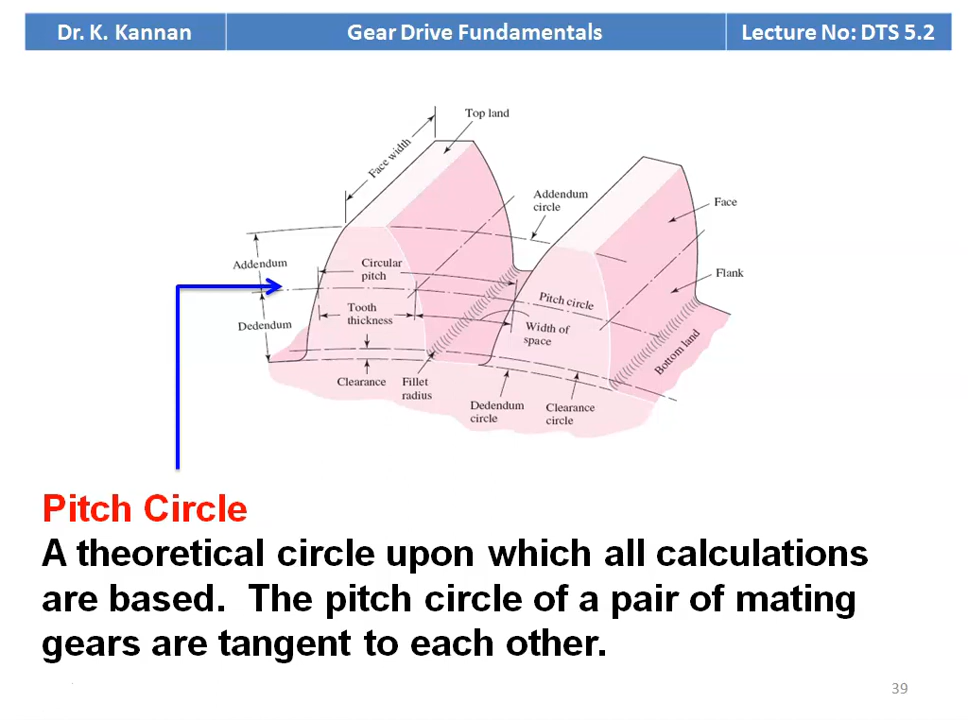 Dr. K. Kannan
Gear Drive Fundamentals
Lecture No: DTS 5.2
Top land
Face width
Addendum
circle
Face
Addendum
Circular
pitch
Flank
Pitch circle
Tooth
thickness
Dedendum
Width of
space
Bottom land
Clearance
Fillet
radius
Dedendum
circle
Clearance
circle
Pitch Circle
A theoretical circle upon which all calculations
are based. The pitch circle of a pair of mating
gears are tangent to each other.
39